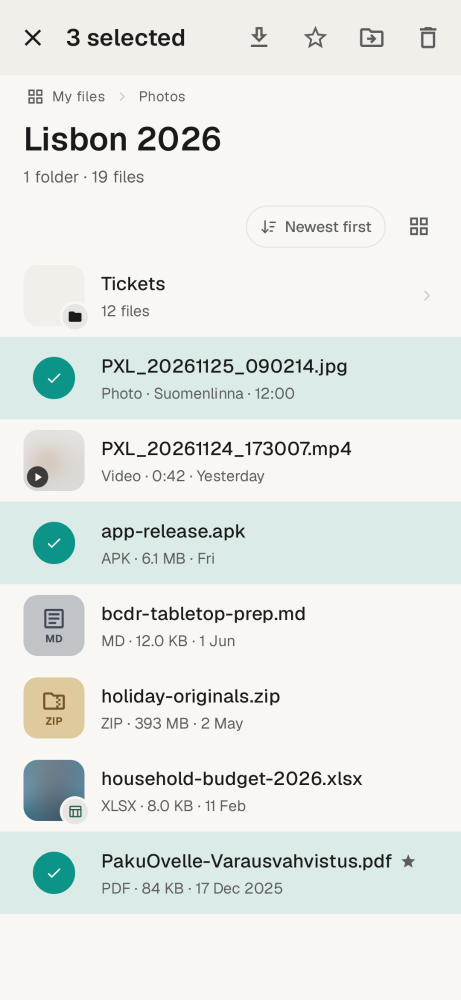 3 selected
My files
Photos
Lisbon 2026
1 folder · 19 files
Newest first
Tickets
12 files
PXL_20261125_090214.jpg
Photo · Suomenlinna · 12:00
PXL_20261124_173007.mp4
Video · 0:42 · Yesterday
app-release.apk
APK · 6.1 MB · Fri
MD
bcdr-tabletop-prep.md
MD · 12.0 KB · 1 Jun
ZIP
holiday-originals.zip
ZIP · 393 MB · 2 May
household-budget-2026.xlsx
XLSX · 8.0 KB · 11 Feb
PakuOvelle-Varausvahvistus.pdf
PDF · 84 KB · 17 Dec 2025